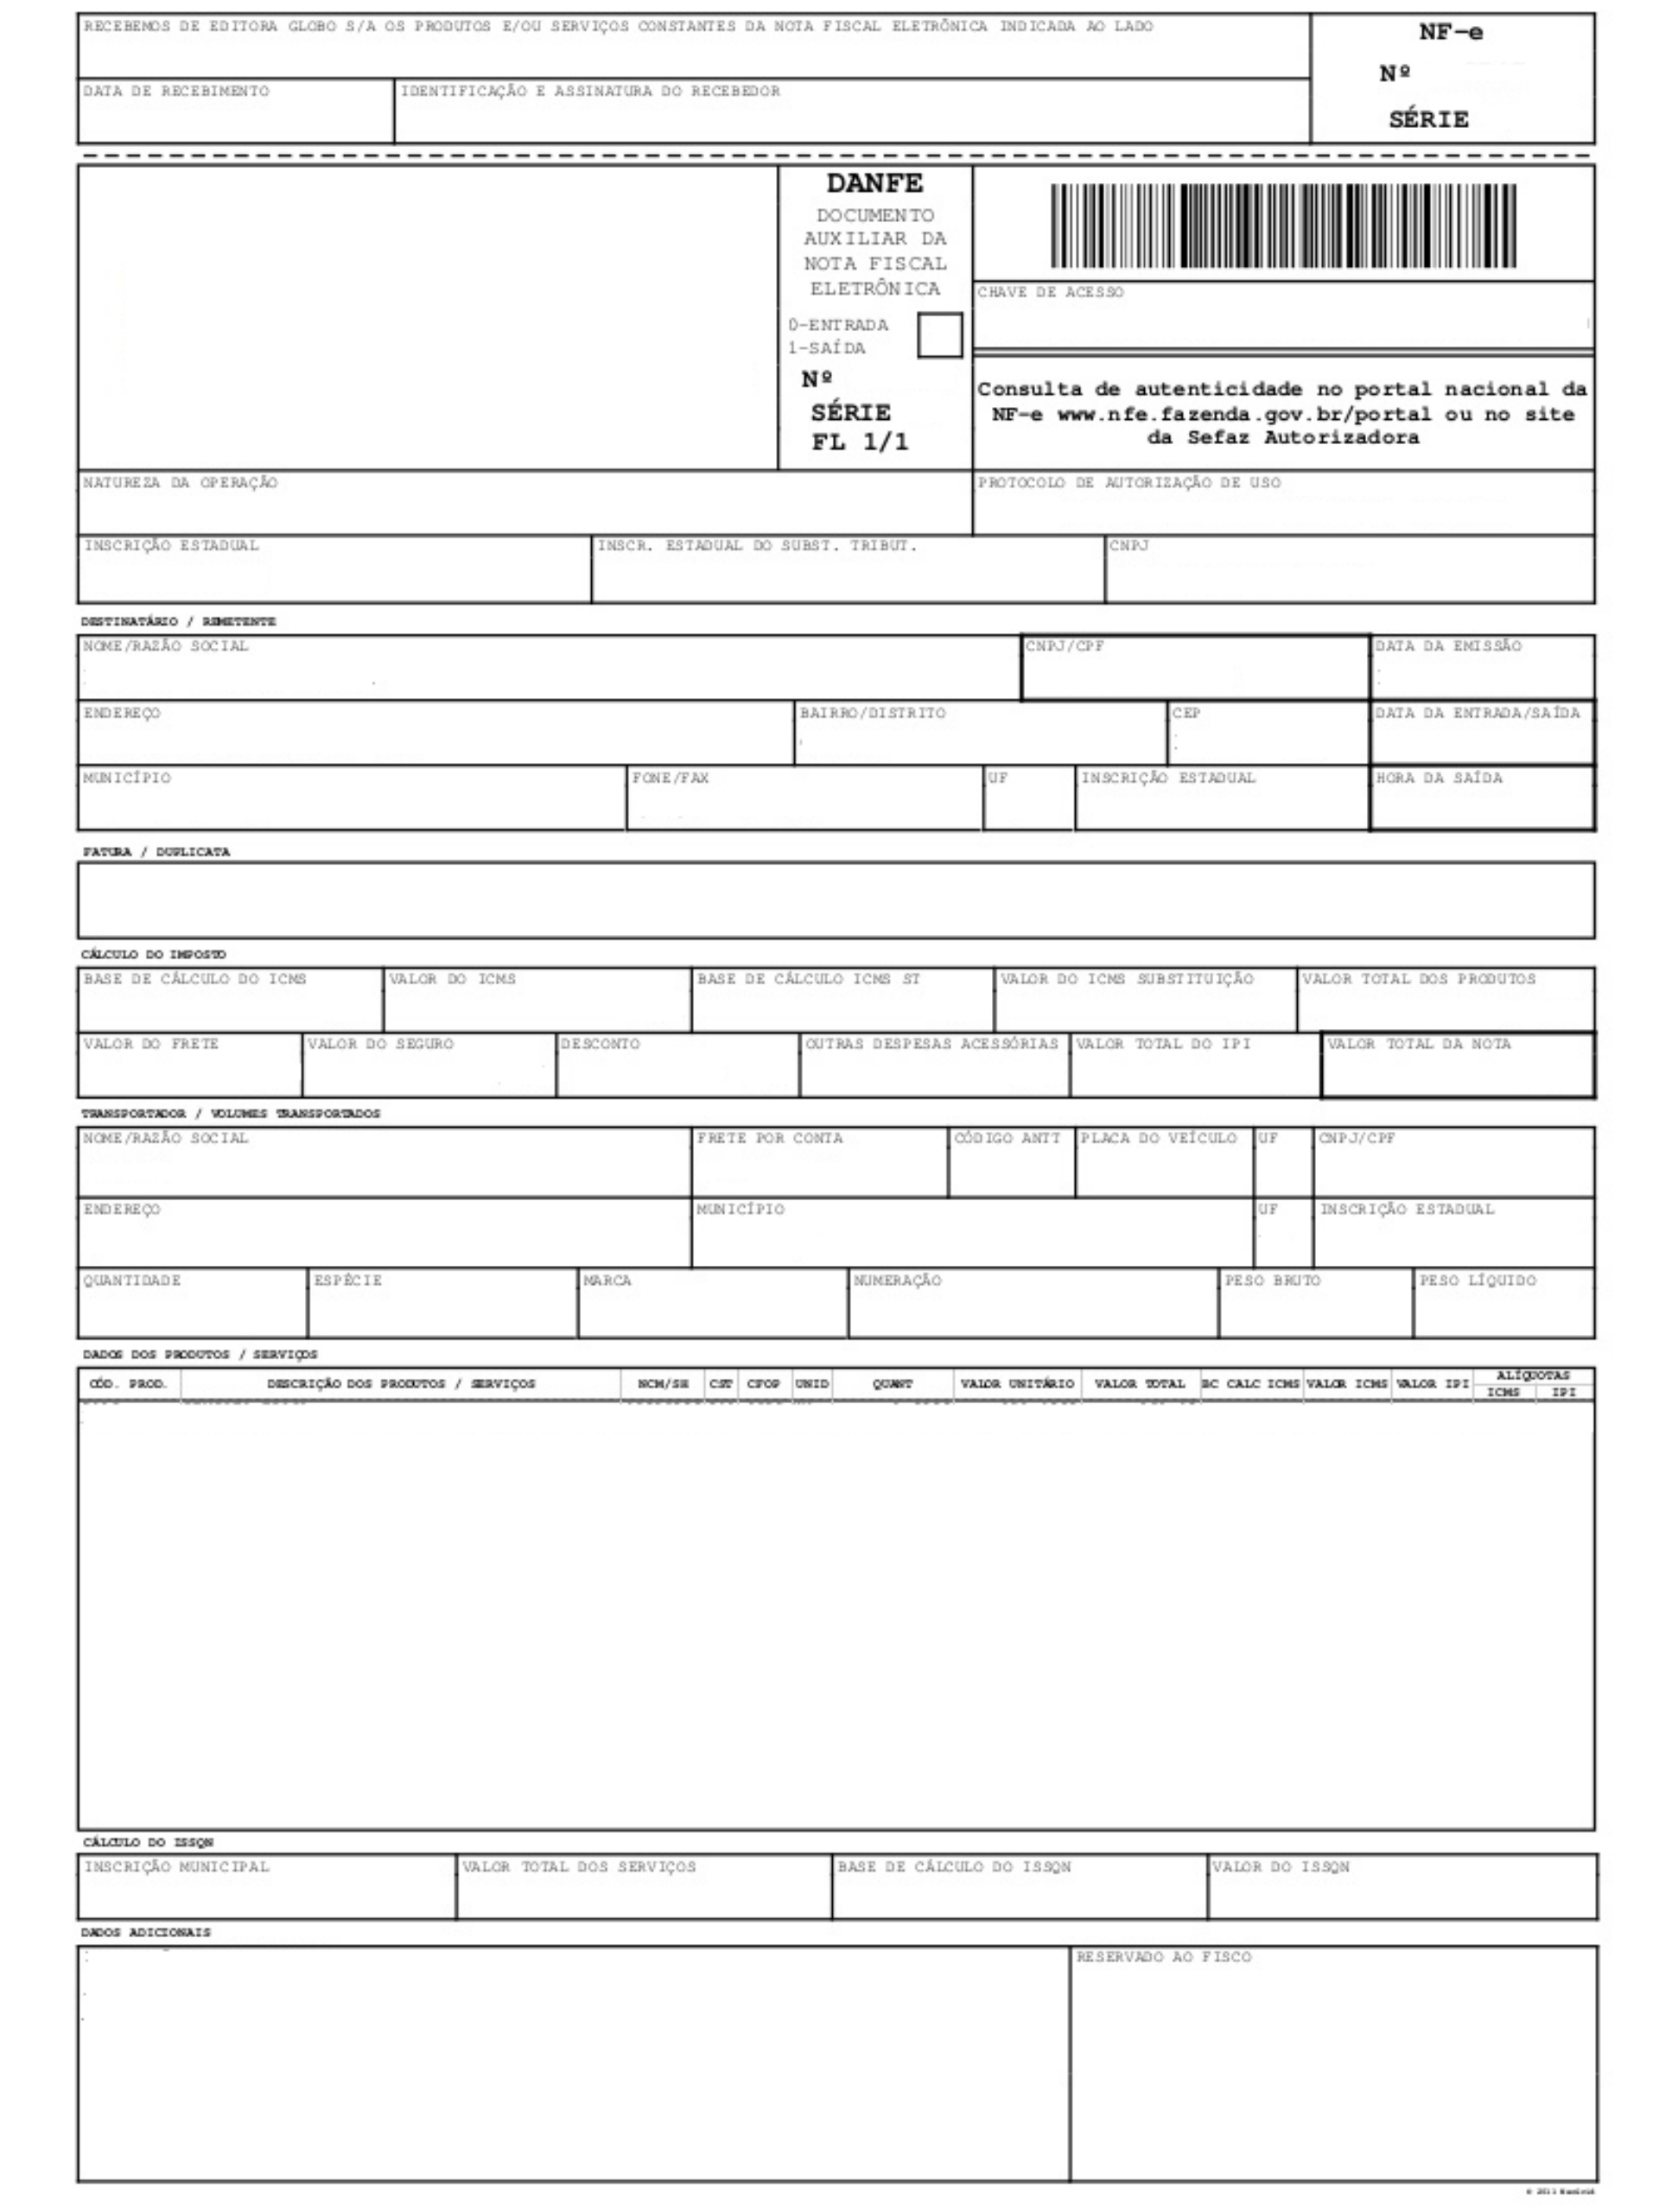 RECEBEMOS DE EDITORA GLOBO S/A OS PRODUTOS E/OU SERVIÇOS CONSTANTES DA NOTA FISCAL ELETRÔNICA INDICADA AO LADO
NF-e
Nº
SÉRIE
DATA DE RECEBIMENTO
IDENTIFICAÇÃO E ASSINATURA DO RECEBEDOR
DANFE
DOCUMENTO
AUXILIAR DA
NOTA FISCAL
ELETRÔNICA
0-ENTRADA
1-SAÍDA
Nº
SÉRIE
FL 1/1
CHAVE DE ACESSO
Consulta de autenticidade no portal nacional da
NF-e www.nfe.fazenda.gov.br/portal ou no site
da Sefaz Autorizadora
NATUREZA DA OPERAÇÃO
PROTOCOLO DE AUTORIZAÇÃO DE USO
INSCRIÇÃO ESTADUAL
INSCR. ESTADUAL DO SUBST. TRIBUT.
CNPJ
DESTINATÁRIO / REMETENTE
NOME/RAZÃO SOCIAL
CNPJ/CPF
DATA DA EMISSÃO
ENDEREÇO
BAIRRO/DISTRITO
CEP
DATA DA ENTRADA/SAÍDA
MUNICÍPIO
FONE/FAX
UF
INSCRIÇÃO ESTADUAL
HORA DA SAÍDA
FATURA / DUPLICATA
CÁLCULO DO IMPOSTO
BASE DE CÁLCULO DO ICMS
VALOR DO ICMS
BASE DE CÁLCULO ICMS ST
VALOR DO ICMS SUBSTITUIÇÃO
VALOR TOTAL DOS PRODUTOS
VALOR DO FRETE
VALOR DO SEGURO
DESCONTO
OUTRAS DESPESAS ACESSÓRIAS
VALOR TOTAL DO IPI
VALOR TOTAL DA NOTA
TRANSPORTADOR / VOLUMES TRANSPORTADOS
NOME/RAZÃO SOCIAL
FRETE POR CONTA
CÓDIGO ANTT
PLACA DO VEÍCULO
UF
CNPJ/CPF
ENDEREÇO
MUNICÍPIO
UF
INSCRIÇÃO ESTADUAL
QUANTIDADE
ESPÉCIE
MARCA
NUMERAÇÃO
PESO BRUTO
PESO LÍQUIDO
DADOS DOS PRODUTOS / SERVIÇOS
CÓD. PROD.
DESCRIÇÃO DOS PRODUTOS / SERVIÇOS
NCM/SH
CST
CFOP
UNID
QUANT
VALOR UNITÁRIO
VALOR TOTAL
BC CALC ICMS
VALOR ICMS
VALOR IPI
ALÍQUOTAS
ICMS
IPI
CÁLCULO DO ISSQN
INSCRIÇÃO MUNICIPAL
VALOR TOTAL DOS SERVIÇOS
BASE DE CÁLCULO DO ISSQN
VALOR DO ISSQN
DADOS ADICIONAIS
RESERVADO AO FISCO